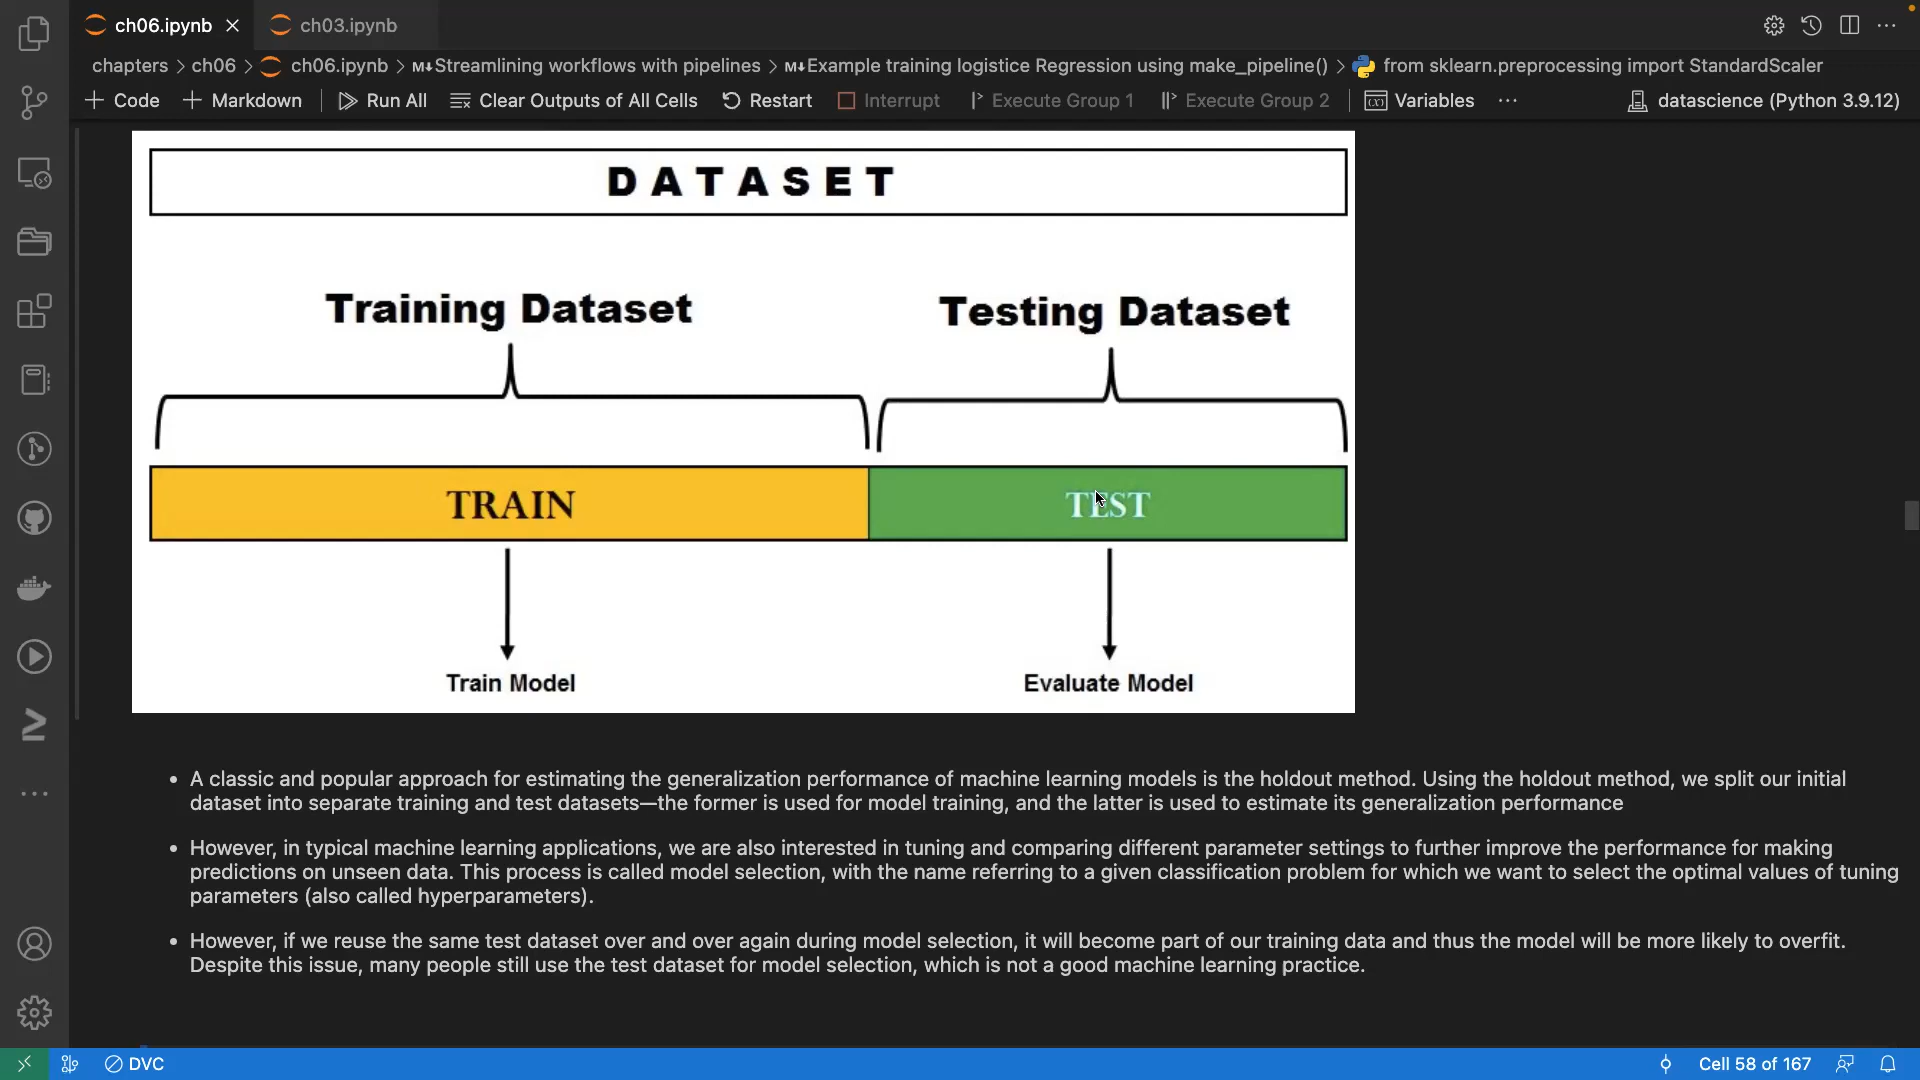 ch06.ipynb
ch03.ipynb
chapters > ch06 > ch06.ipynb > M↓Streamlining workflows with pipelines > M↓Example training logistice Regression using make_pipeline() > from sklearn.preprocessing import StandardScaler
Code
Markdown
Run All
Clear Outputs of All Cells
Restart
Interrupt
Execute Group 1
Execute Group 2
Variables
datascience (Python 3.9.12)
DATASET
Training Dataset
Testing Dataset
TRAIN
TEST
Train Model
Evaluate Model
• A classic and popular approach for estimating the generalization performance of machine learning models is the holdout method. Using the holdout method, we split our initial
dataset into separate training and test datasets—the former is used for model training, and the latter is used to estimate its generalization performance
• However, in typical machine learning applications, we are also interested in tuning and comparing different parameter settings to further improve the performance for making
predictions on unseen data. This process is called model selection, with the name referring to a given classification problem for which we want to select the optimal values of tuning
parameters (also called hyperparameters).
• However, if we reuse the same test dataset over and over again during model selection, it will become part of our training data and thus the model will be more likely to overfit.
Despite this issue, many people still use the test dataset for model selection, which is not a good machine learning practice.
DVC
Cell 58 of 167